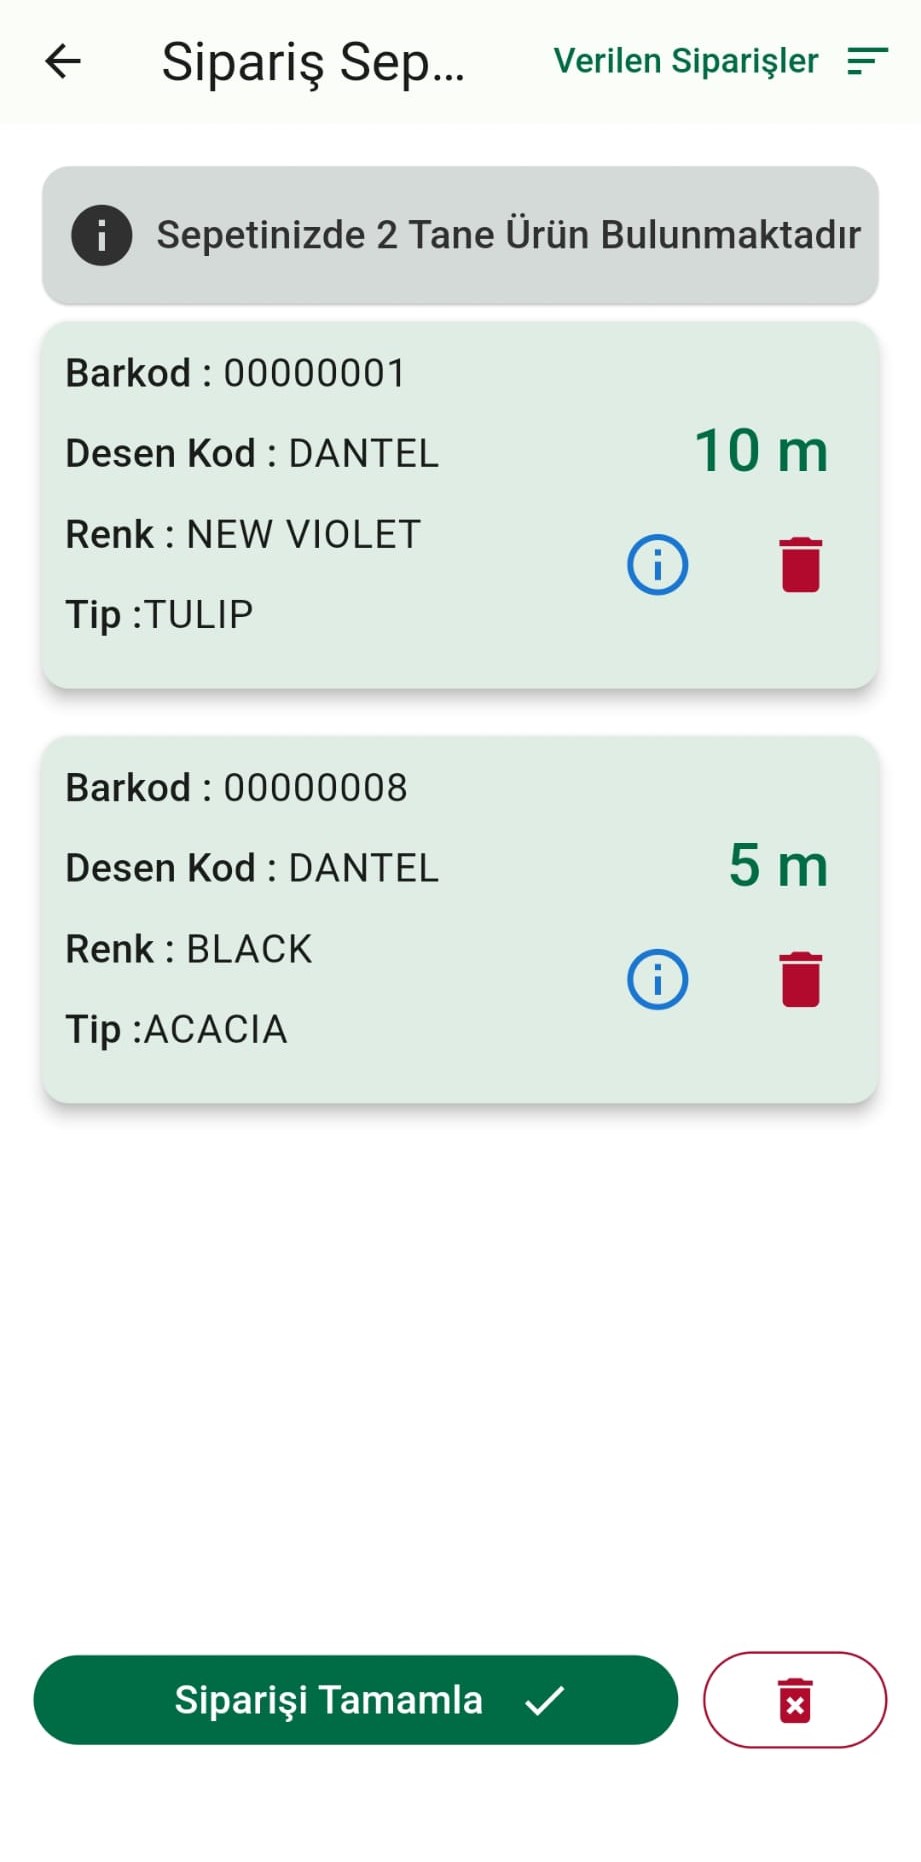 Sipariş Sep...
Verilen Siparişler
Sepetinizde 2 Tane Ürün Bulunmaktadır
Barkod : 00000001
Desen Kod : DANTEL
10 m
Renk : NEW VIOLET
Tip :TULIP
Barkod : 00000008
Desen Kod : DANTEL
5 m
Renk : BLACK
Tip :ACACIA
Siparişi Tamamla